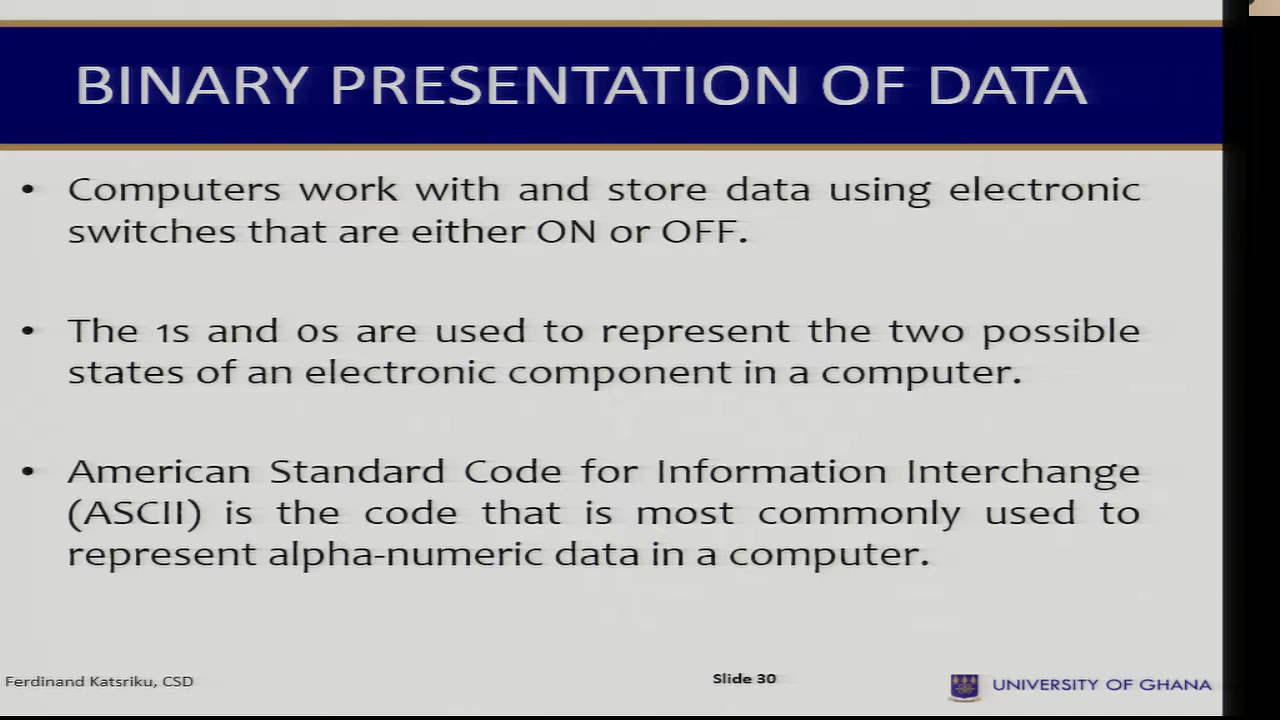 BINARY PRESENTATION OF DATA
• Computers work with and store data using electronic
switches that are either ON or OFF.
• The 1s and 0s are used to represent the two possible
states of an electronic component in a computer.
• American Standard Code for Information Interchange
(ASCII) is the code that is most commonly used to
represent alpha-numeric data in a computer.
Ferdinand Katsriku, CSD
Slide 30
UNIVERSITY OF GHANA